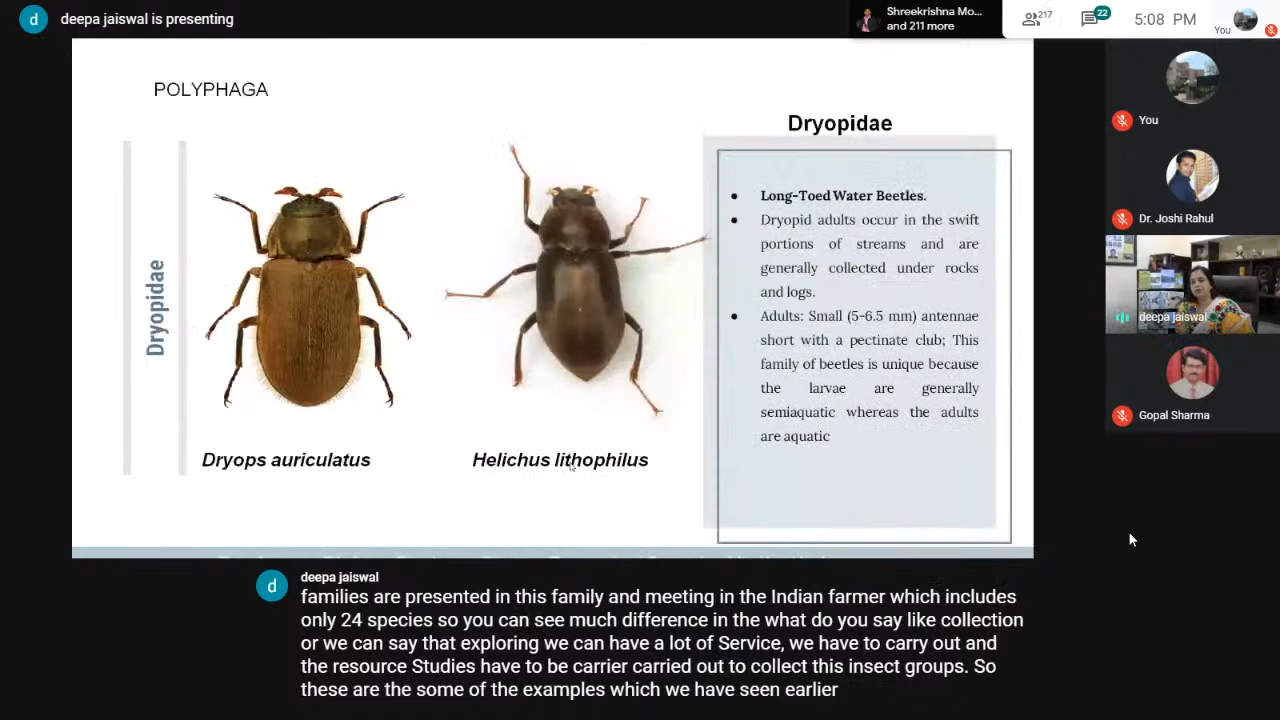 d deepa jaiswal is presenting
Shreekrishna Mo...
and 211 more
217
22
5:08 PM
You
POLYPHAGA
Dryopidae
Dryopidae
• Long-Toed Water Beetles.
• Dryopid adults occur in the swift
portions of streams and are
generally collected under rocks
and logs.
• Adults: Small (5-6.5 mm) antennae
short with a pectinate club; This
family of beetles is unique because
the larvae are generally
semiaquatic whereas the adults
are aquatic
Dryops auriculatus
Helichus lithophilus
You
Dr. Joshi Rahul
deepa jaiswal
Gopal Sharma
d
deepa jaiswal
families are presented in this family and meeting in the Indian farmer which includes
only 24 species so you can see much difference in the what do you say like collection
or we can say that exploring we can have a lot of Service, we have to carry out and
the resource Studies have to be carrier carried out to collect this insect groups. So
these are the some of the examples which we have seen earlier